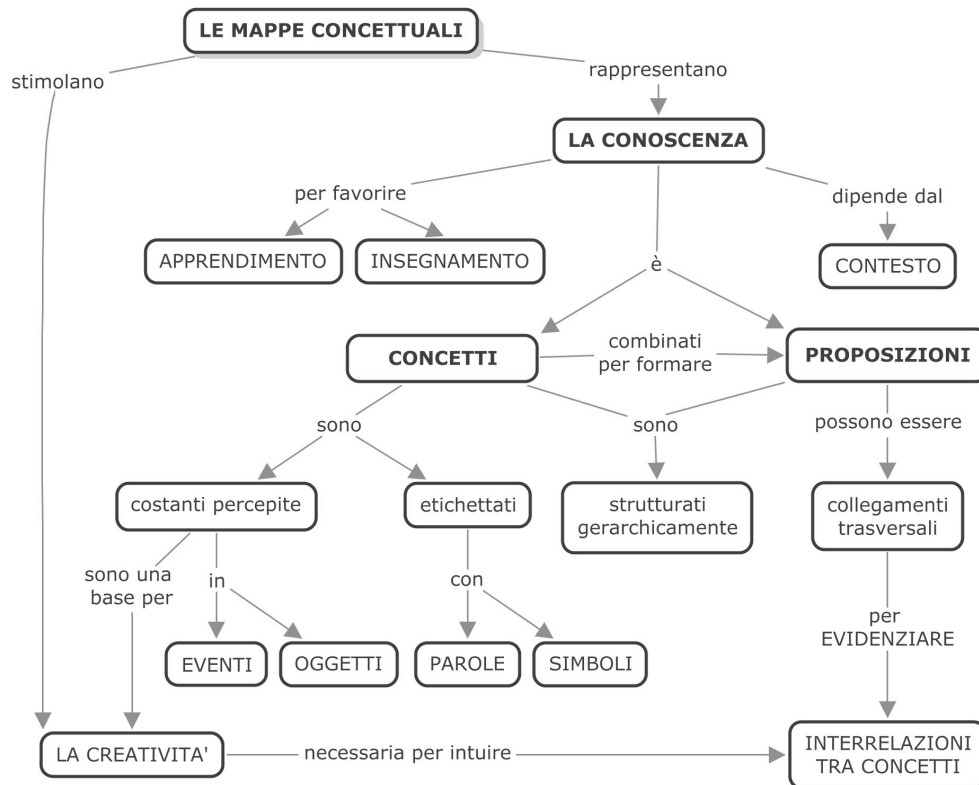 LE MAPPE CONCETTUALI
stimolano
rappresentano
LA CONOSCENZA
per favorire
dipende dal
APPRENDIMENTO
INSEGNAMENTO
CONTESTO
è
CONCETTI
combinati
per formare
PROPOSIZIONI
sono
sono
possono essere
costanti percepite
etichettati
strutturati
gerarchicamente
collegamenti
trasversali
sono una
base per
in
con
per
EVIDENZIARE
EVENTI
OGGETTI
PAROLE
SIMBOLI
LA CREATIVITA'
necessaria per intuire
INTERRELAZIONI
TRA CONCETTI